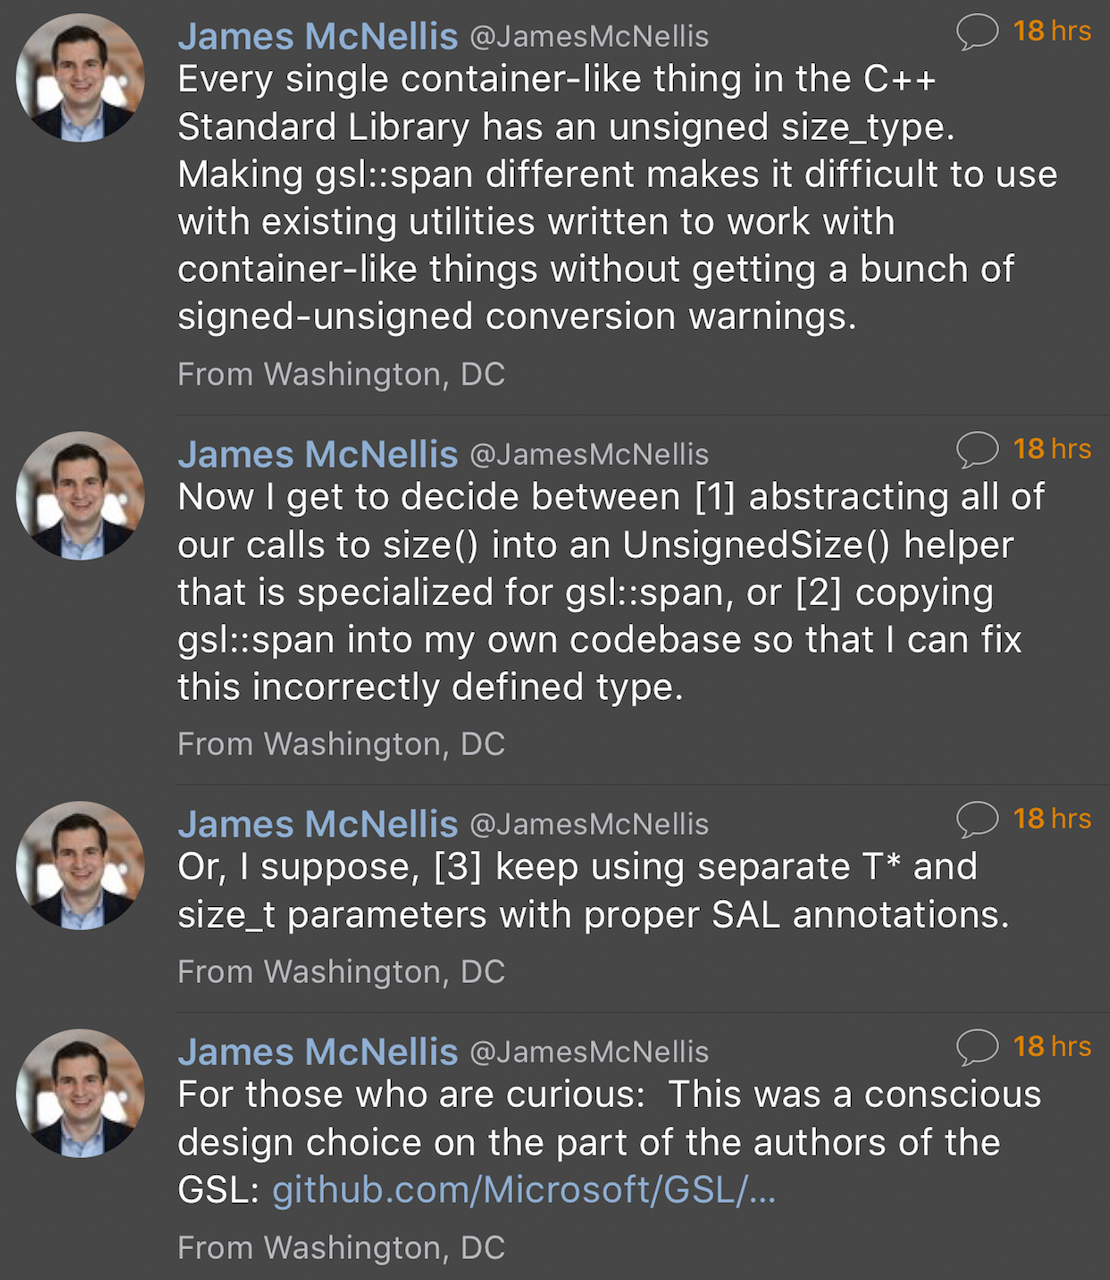 James McNellis @JamesMcNellis 18 hrs
Every single container-like thing in the C++
Standard Library has an unsigned size_type.
Making gsl::span different makes it difficult to use
with existing utilities written to work with
container-like things without getting a bunch of
signed-unsigned conversion warnings.
From Washington, DC
James McNellis @JamesMcNellis 18 hrs
Now I get to decide between [1] abstracting all of
our calls to size() into an UnsignedSize() helper
that is specialized for gsl::span, or [2] copying
gsl::span into my own codebase so that I can fix
this incorrectly defined type.
From Washington, DC
James McNellis @JamesMcNellis 18 hrs
Or, I suppose, [3] keep using separate T* and
size_t parameters with proper SAL annotations.
From Washington, DC
James McNellis @JamesMcNellis 18 hrs
For those who are curious:  This was a conscious
design choice on the part of the authors of the
GSL: github.com/Microsoft/GSL/...
From Washington, DC